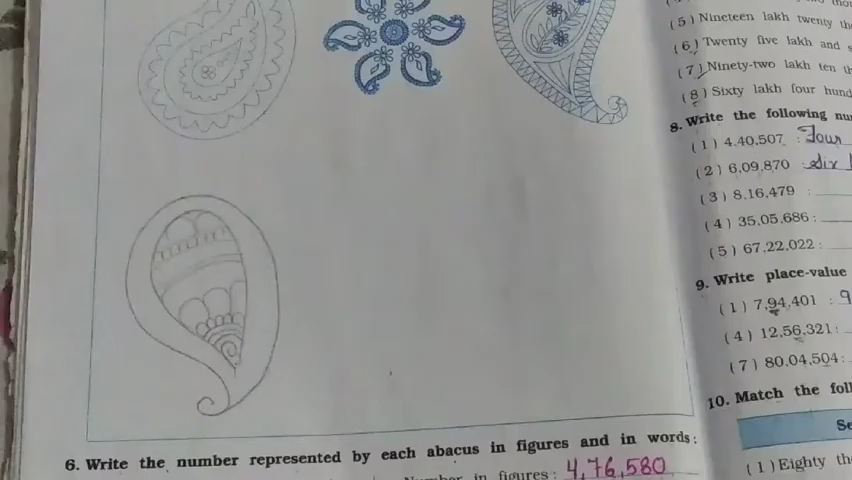 6. Write the number represented by each abacus in figures and in words:
in figures: 4,76,580
(5) Nineteen lakh twenty
(6) Twenty five lakh and
(7) Ninety-two lakh ten
(8) Sixty lakh four
8. Write the following
(1) 4,40,507 : Four
(2) 6,09,870 : Six
(3) 8,16,479 :
(4) 35,05,686 :
(5) 67,22,022 :
9. Write place-value
(1) 7,94,401 : 9
(4) 12,56,321 :
(7) 80,04,504 :
10. Match the
(1) Eighty